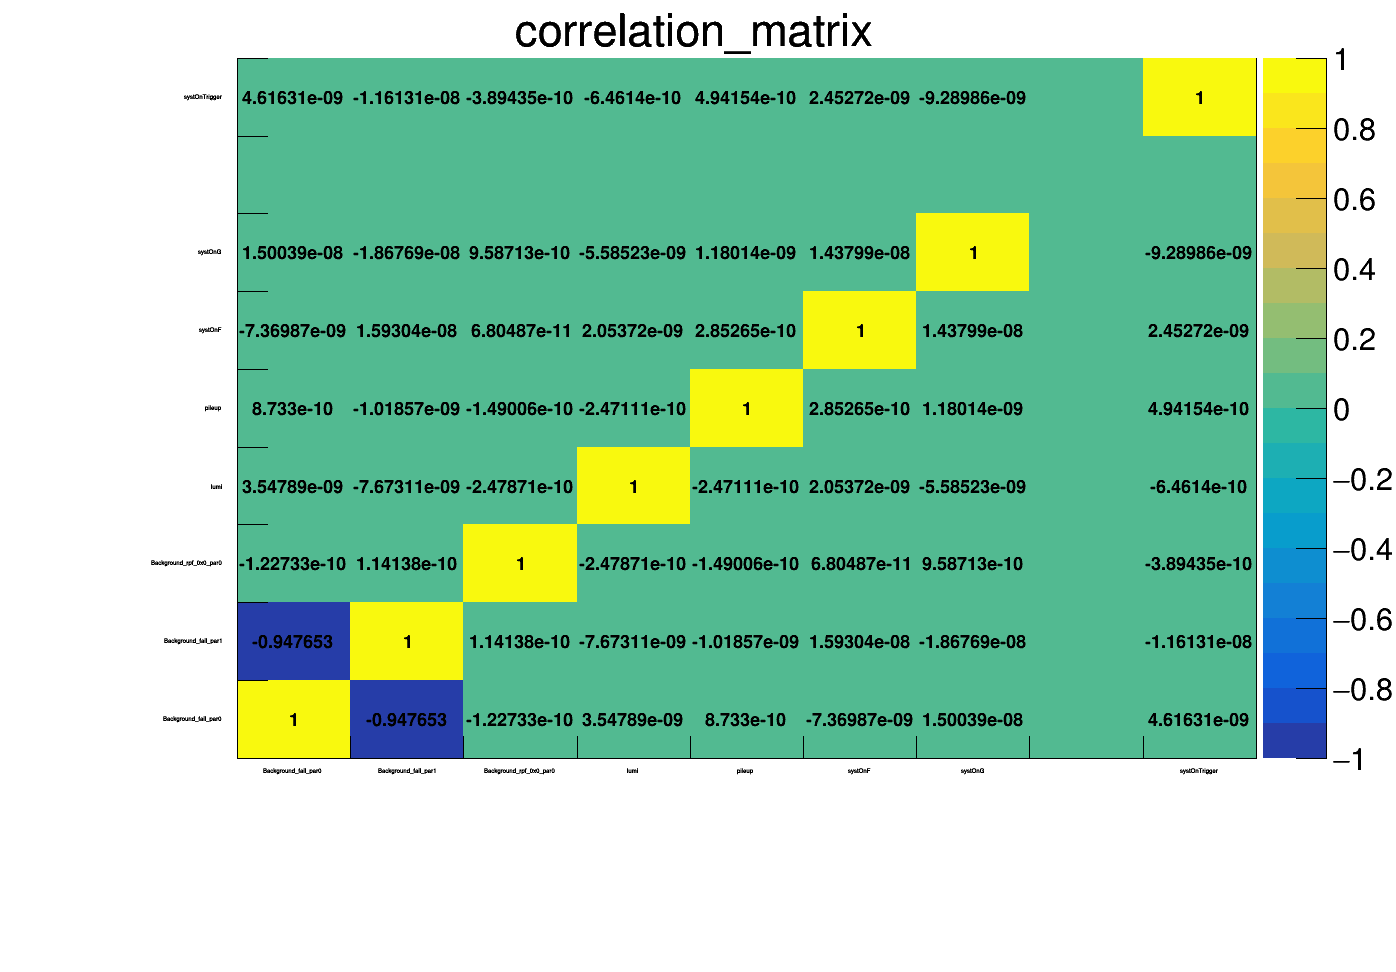 correlation_matrix
systOnTrigger 4.61631e-09 -1.16131e-08 -3.89435e-10 -6.4614e-10 4.94154e-10 2.45272e-09 -9.28986e-09 1
systOnG 1.50039e-08 -1.86769e-08 9.58713e-10 -5.58523e-09 1.18014e-09 1.43799e-08 1 -9.28986e-09
systOnF -7.36987e-09 1.59304e-08 6.80487e-11 2.05372e-09 2.85265e-10 1 1.43799e-08 2.45272e-09
pileup 8.733e-10 -1.01857e-09 -1.49006e-10 -2.47111e-10 1 2.85265e-10 1.18014e-09 4.94154e-10
lumi 3.54789e-09 -7.67311e-09 -2.47871e-10 1 -2.47111e-10 2.05372e-09 -5.58523e-09 -6.4614e-10
Background_rpf_0x0_par0 -1.22733e-10 1.14138e-10 1 -2.47871e-10 -1.49006e-10 6.80487e-11 9.58713e-10 -3.89435e-10
Background_fail_par1 -0.947653 1 1.14138e-10 -7.67311e-09 -1.01857e-09 1.59304e-08 -1.86769e-08 -1.16131e-08
Background_fail_par0 1 -0.947653 -1.22733e-10 3.54789e-09 8.733e-10 -7.36987e-09 1.50039e-08 4.61631e-09
Background_fail_par0 Background_fail_par1 Background_rpf_0x0_par0 lumi pileup systOnF systOnG systOnTrigger
1
0.8
0.6
0.4
0.2
0
−0.2
−0.4
−0.6
−0.8
−1